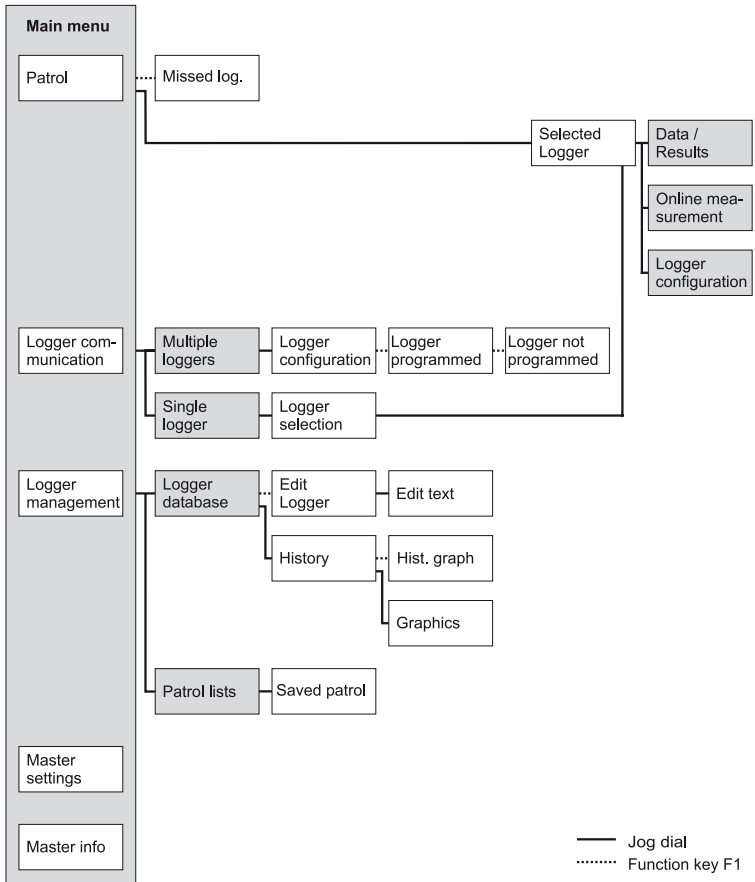 Main menu
Patrol
Missed log.
Selected
Logger
Data /
Results
Online mea-
surement
Logger
configuration
Logger com-
munication
Multiple
loggers
Logger
configuration
Logger
programmed
Logger not
programmed
Single
logger
Logger
selection
Logger
management
Logger
database
Edit
Logger
Edit text
History
Hist. graph
Graphics
Patrol lists
Saved patrol
Master
settings
Master info
Jog dial
Function key F1